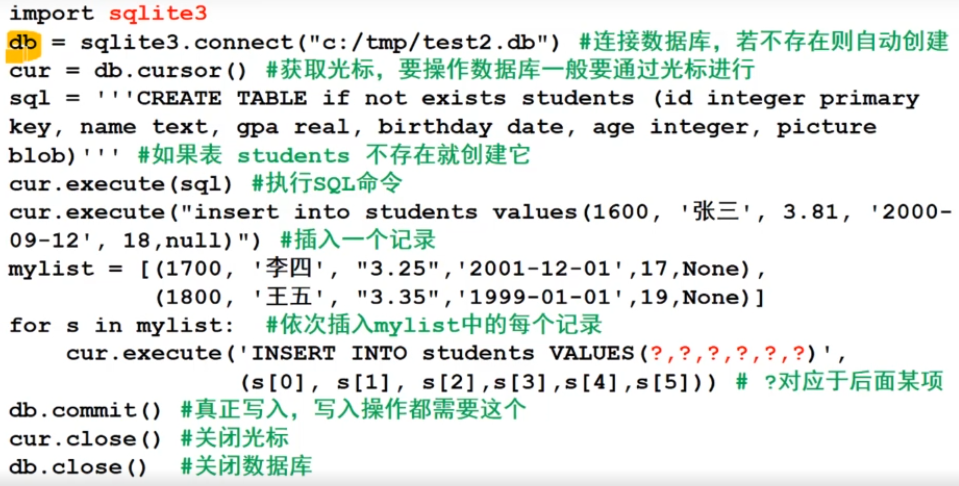 import sqlite3
db = sqlite3.connect("c:/tmp/test2.db") #连接数据库，若不存在则自动创建
cur = db.cursor() #获取光标，要操作数据库一般要通过光标进行
sql = '''CREATE TABLE if not exists students (id integer primary
key, name text, gpa real, birthday date, age integer, picture
blob)''' #如果表 students 不存在就创建它
cur.execute(sql) #执行SQL命令
cur.execute("insert into students values(1600, '张三', 3.81, '2000-
09-12', 18,null)") #插入一个记录
mylist = [(1700, '李四', "3.25",'2001-12-01',17,None),
(1800, '王五', "3.35",'1999-01-01',19,None)]
for s in mylist: #依次插入mylist中的每个记录
cur.execute('INSERT INTO students VALUES(?,?,?,?,?,?)',
(s[0], s[1], s[2],s[3],s[4],s[5])) # ?对应于后面某项
db.commit() #真正写入，写入操作都需要这个
cur.close() #关闭光标
db.close() #关闭数据库